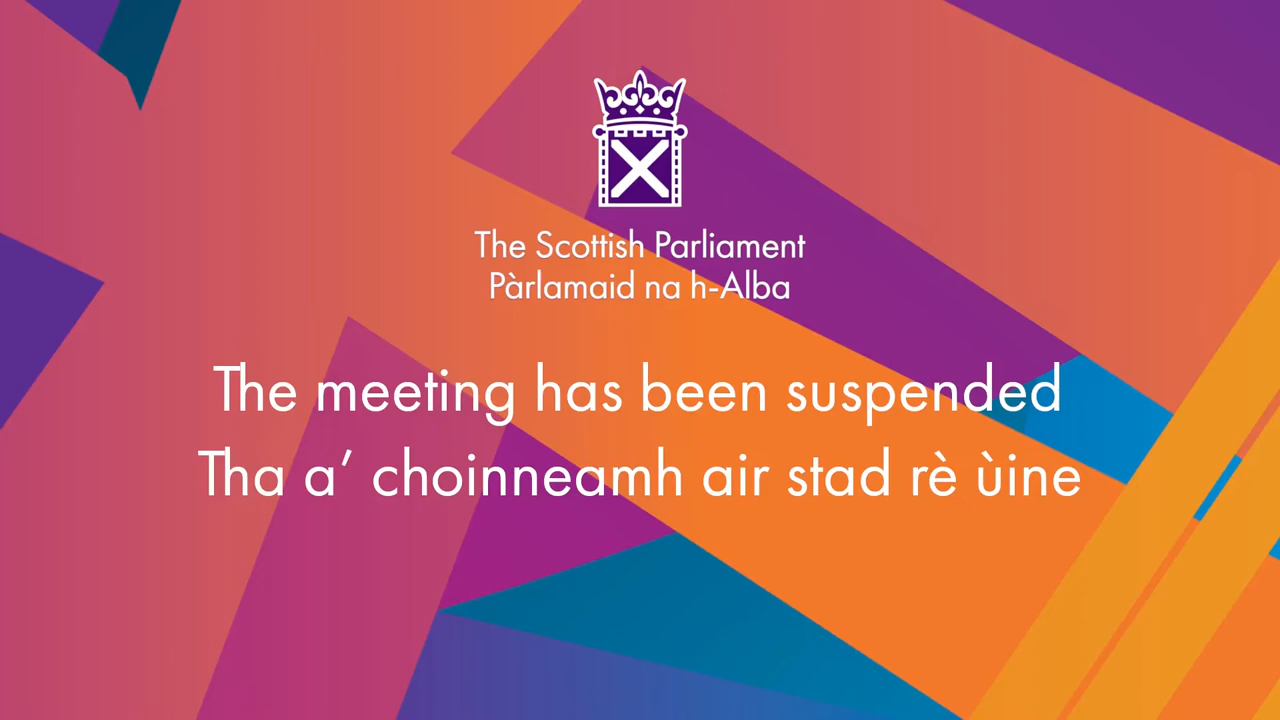 The Scottish Parliament
Pàrlamaid na h-Alba
The meeting has been suspended
Tha a’ choinneamh air stad rè ùine